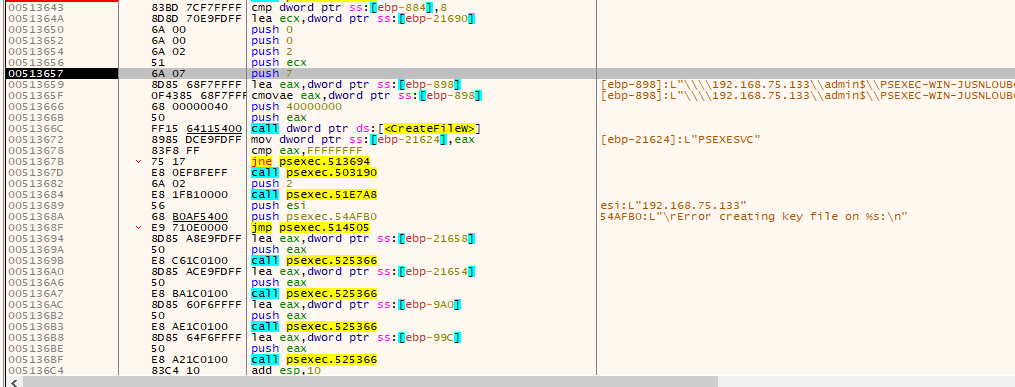 00513643 83BD 7CF7FFFF cmp dword ptr ss:[ebp-884],8
0051364A 8D8D 70E9FDFF lea ecx,dword ptr ss:[ebp-21690]
00513650 6A 00 push 0
00513652 6A 00 push 0
00513654 6A 02 push 2
00513656 51 push ecx
00513657 6A 07 push 7
00513659 8D85 68F7FFFF lea eax,dword ptr ss:[ebp-898] [ebp-898]:L"\\\\192.168.75.133\\admin$\\PSEXEC-WIN-JUSNLOUB
0051365F 0F4385 68F7FFF cmovae eax,dword ptr ss:[ebp-898] [ebp-898]:L"\\\\192.168.75.133\\admin$\\PSEXEC-WIN-JUSNLOUB
00513666 68 00000040 push 40000000
0051366B 50 push eax
0051366C FF15 64115400 call dword ptr ds:[<CreateFileW>]
00513672 8985 DCE9FDFF mov dword ptr ss:[ebp-21624],eax [ebp-21624]:L"PSEXESVC"
00513678 83F8 FF cmp eax,FFFFFFFF
0051367B 75 17 jne psexec.513694
0051367D E8 0EFBFEFF call psexec.503190
00513682 6A 02 push 2
00513684 E8 1FB10000 call psexec.51E7A8
00513689 56 push esi esi:L"192.168.75.133"
0051368A 68 B0AF5400 push psexec.54AFB0 54AFB0:L"\rError creating key file on %s:\n"
0051368F E9 710E0000 jmp psexec.514505
00513694 8D85 A8E9FDFF lea eax,dword ptr ss:[ebp-21658]
0051369A 50 push eax
0051369B E8 C61C0100 call psexec.525366
005136A0 8D85 ACE9FDFF lea eax,dword ptr ss:[ebp-21654]
005136A6 50 push eax
005136A7 E8 BA1C0100 call psexec.525366
005136AC 8D85 60F6FFFF lea eax,dword ptr ss:[ebp-9A0]
005136B2 50 push eax
005136B3 E8 AE1C0100 call psexec.525366
005136B8 8D85 64F6FFFF lea eax,dword ptr ss:[ebp-99C]
005136BE 50 push eax
005136BF E8 A21C0100 call psexec.525366
005136C4 83C4 10 add esp,10